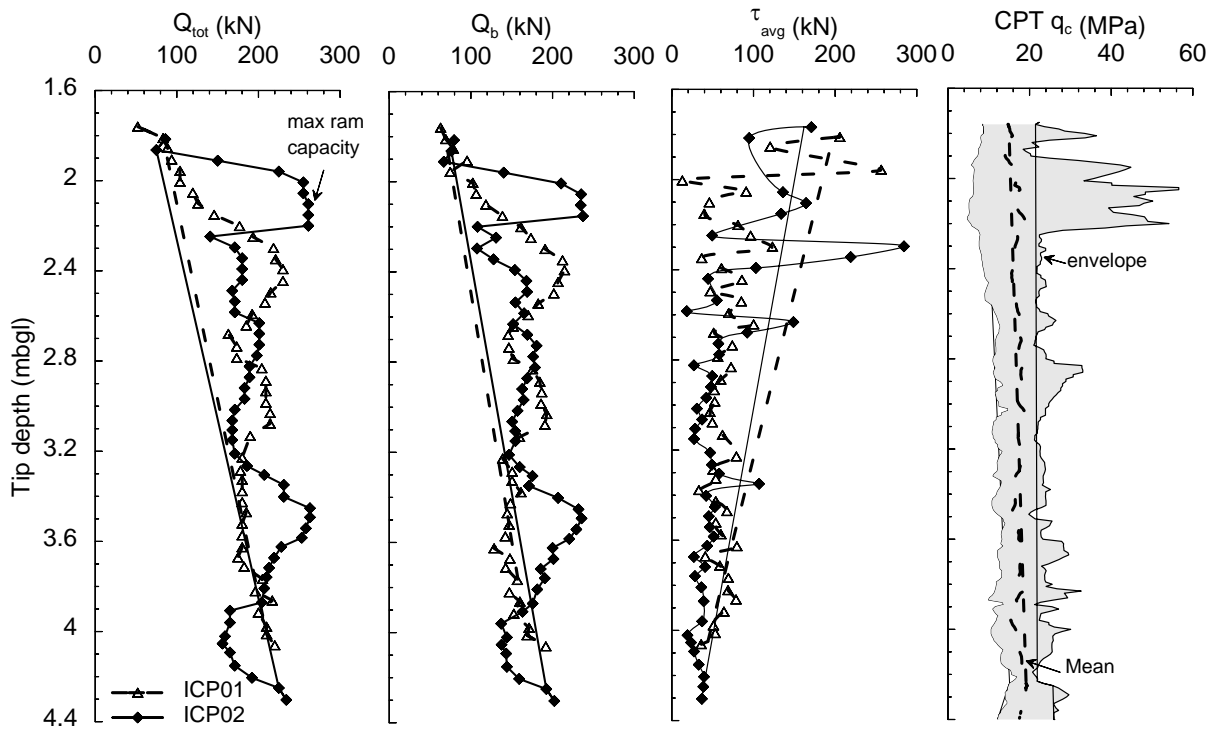 Q_tot (kN) Q_b (kN) τ_avg (kN) CPT q_c (MPa)
0 100 200 300 0 100 200 300 0 100 200 300 0 20 40 60
1.6
max ram
capacity
2
envelope
2.4
2.8
Tip depth (mbgl)
3.2
3.6
4
Mean
ICP01
ICP02
4.4